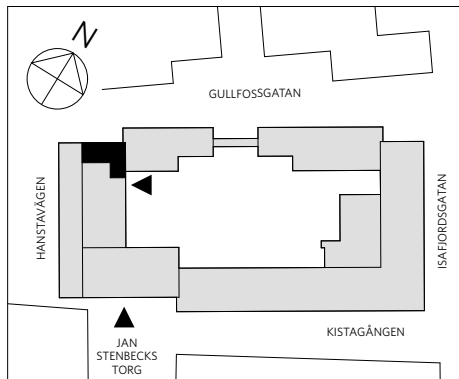 N
GULLFOSSGATAN
HANSTAVÄGEN
ISAFJORDSGATAN
KISTAGÅNGEN
JAN
STENBECKS
TORG